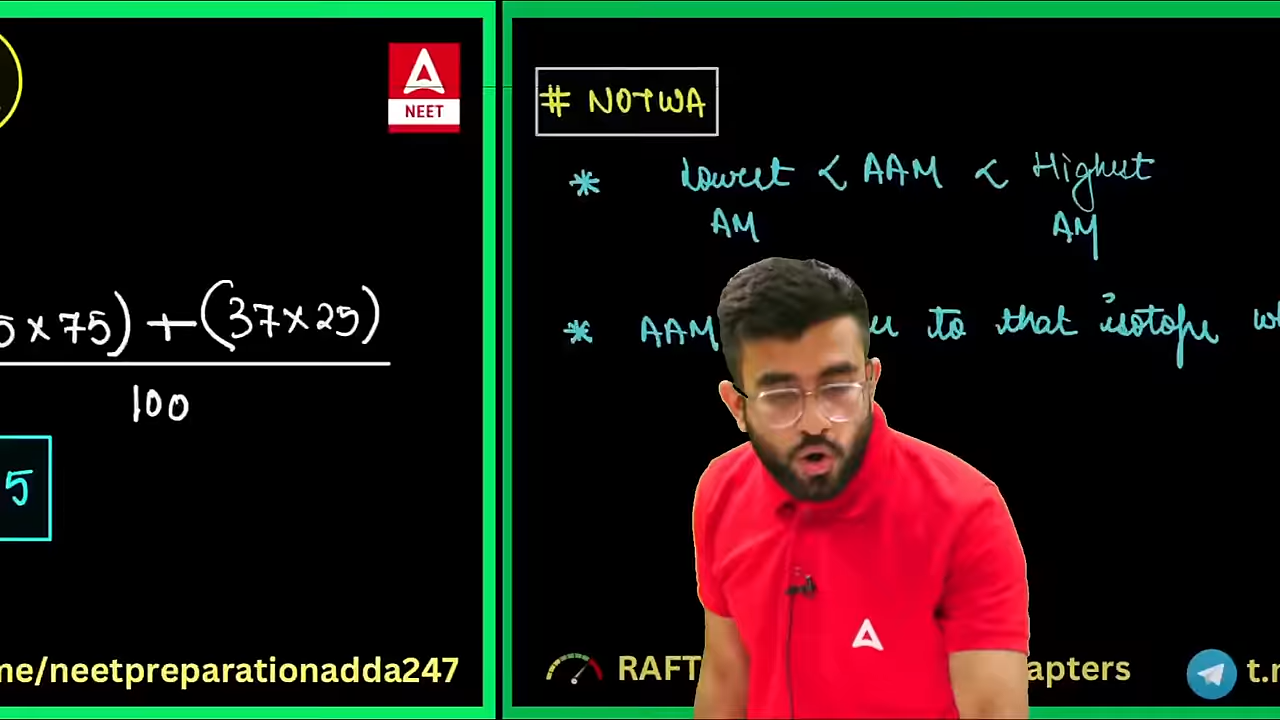 NEET
5 x 75) + (37 x 25)
100
5
me/neetpreparationadda247
# NOTWA
* Lowest < AAM < Highest
AM AM
* AAM to that isotope
RAFT apters